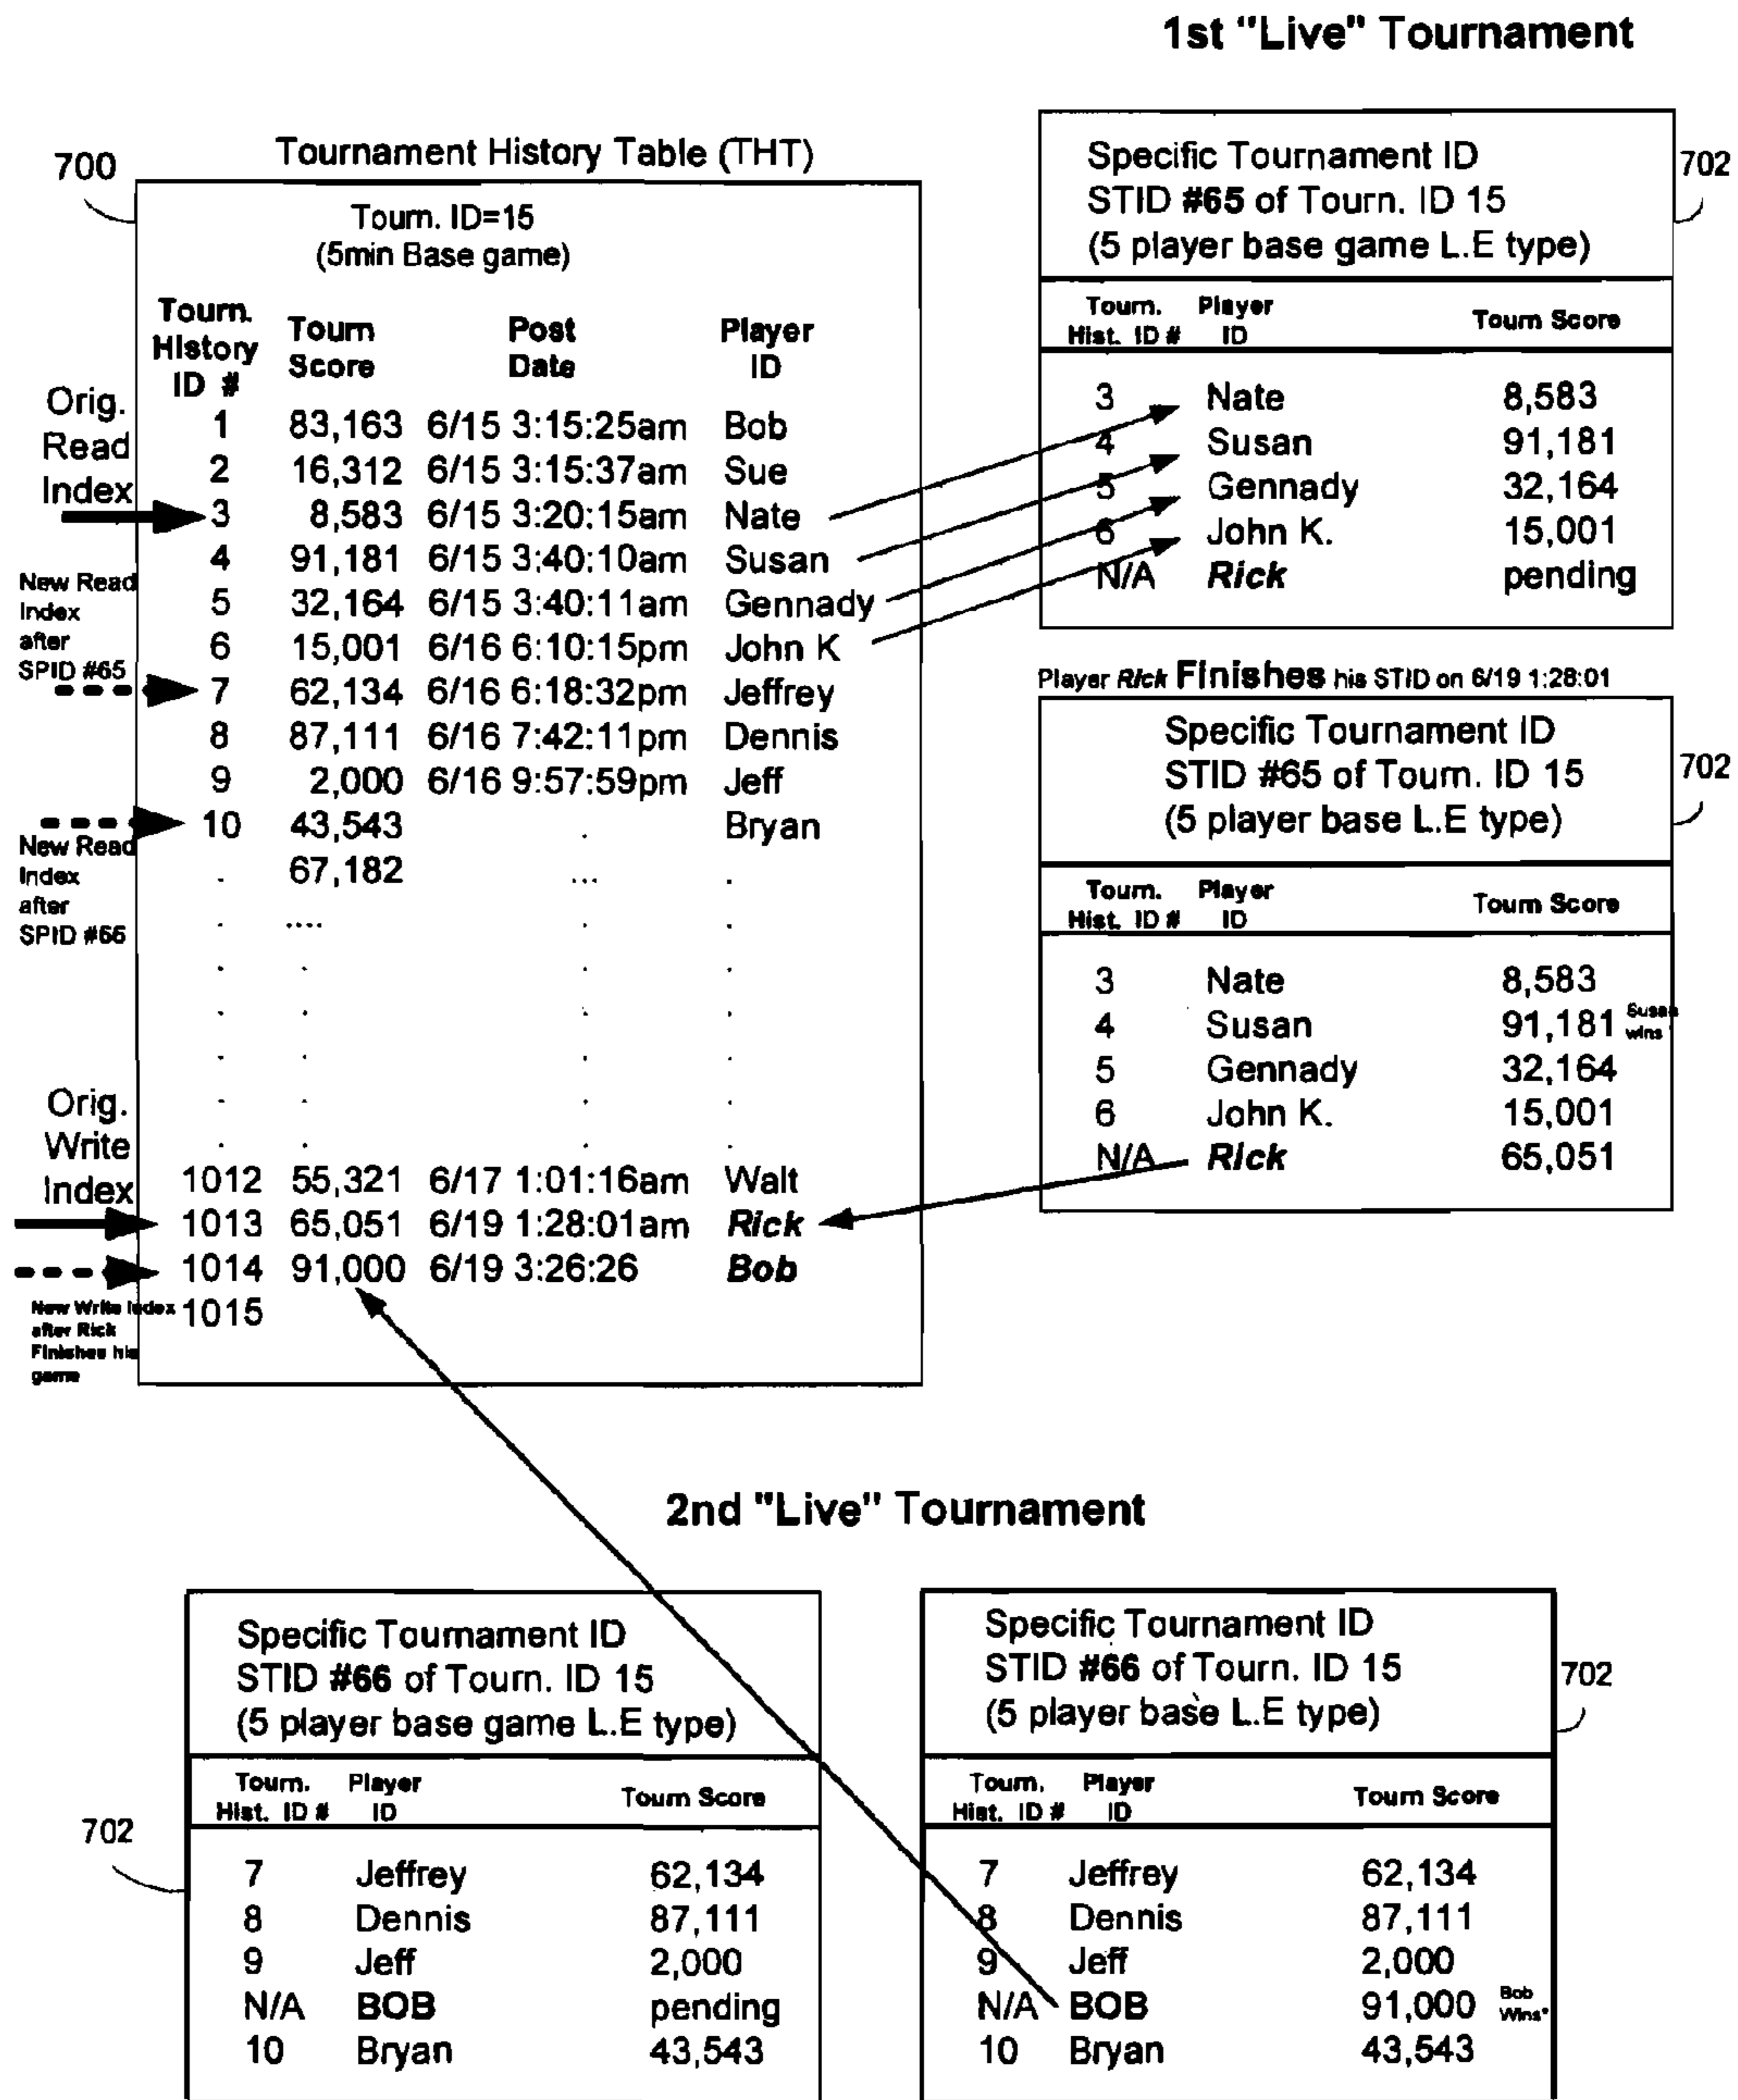 1st "Live" Tournament
700
Tournament History Table (THT)
Tourn. ID=15
(5min Base game)
Tourn. History ID # Tourn Score Post Date Player ID
1 83,163 6/15 3:15:25am Bob
2 16,312 6/15 3:15:37am Sue
3 8,583 6/15 3:20:15am Nate
4 91,181 6/15 3:40:10am Susan
5 32,164 6/15 3:40:11am Gennady
6 15,001 6/16 6:10:15pm John K
7 62,134 6/16 6:18:32pm Jeffrey
8 87,111 6/16 7:42:11pm Dennis
9 2,000 6/16 9:57:59pm Jeff
10 43,543 . Bryan
. 67,182 ... .
. .... . .
. . . .
. . . .
. . . .
. . . .
. . . .
1012 55,321 6/17 1:01:16am Walt
1013 65,051 6/19 1:28:01am Rick
1014 91,000 6/19 3:26:26 Bob
1015
Orig.
Read
Index
New Read
Index
after
SPID #65
New Read
Index
after
SPID #66
Orig.
Write
Index
New Write Index
after Rick
Finishes his
game
Specific Tournament ID
STID #65 of Tourn. ID 15
(5 player base game L.E type)
702
Tourn. Hist. ID # Player ID Tourn Score
3 Nate 8,583
4 Susan 91,181
5 Gennady 32,164
6 John K. 15,001
N/A Rick pending
Player Rick Finishes his STID on 6/19 1:28:01
Specific Tournament ID
STID #65 of Tourn. ID 15
(5 player base L.E type)
702
Tourn. Hist. ID # Player ID Tourn Score
3 Nate 8,583
4 Susan 91,181 Susan wins
5 Gennady 32,164
6 John K. 15,001
N/A Rick 65,051
2nd "Live" Tournament
Specific Tournament ID
STID #66 of Tourn. ID 15
(5 player base game L.E type)
702
Tourn. Hist. ID # Player ID Tourn Score
7 Jeffrey 62,134
8 Dennis 87,111
9 Jeff 2,000
N/A BOB pending
10 Bryan 43,543
Specific Tournament ID
STID #66 of Tourn. ID 15
(5 player base L.E type)
702
Tourn. Hist. ID # Player ID Tourn Score
7 Jeffrey 62,134
8 Dennis 87,111
9 Jeff 2,000
N/A BOB 91,000 Bob Wins*
10 Bryan 43,543